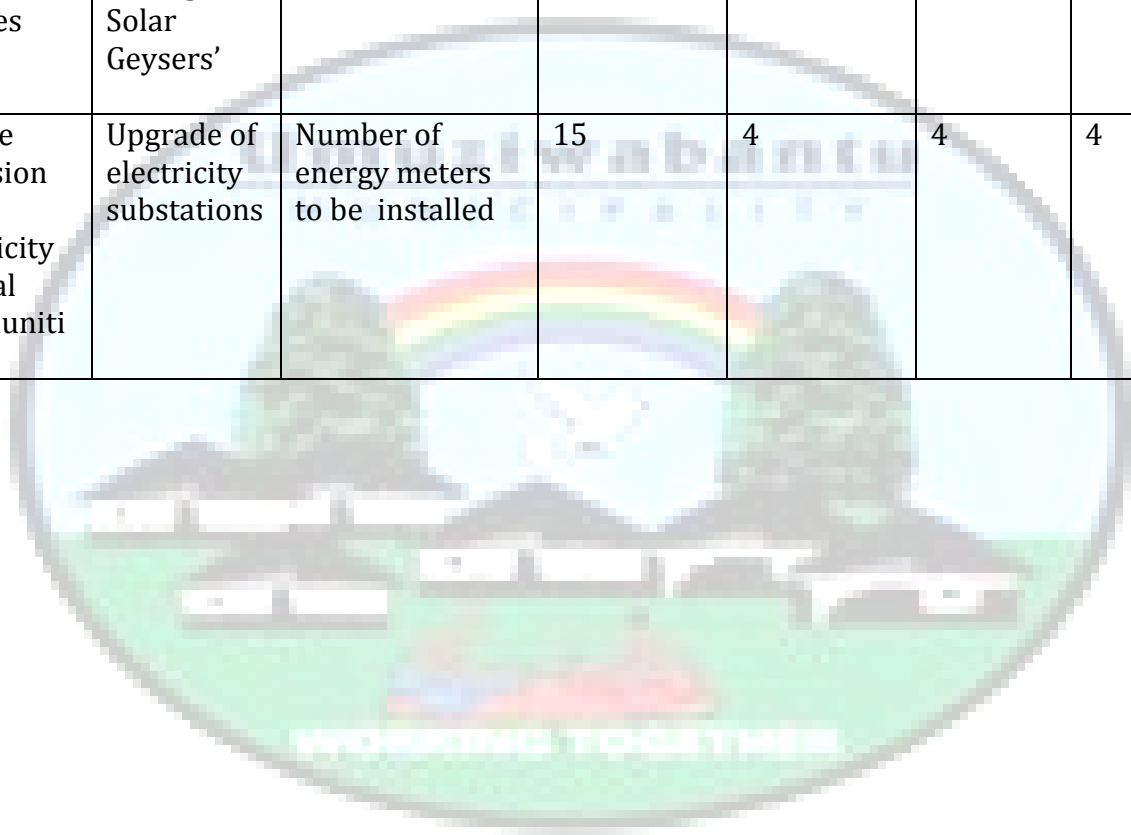 es
Solar
Geysers’
e
sion
icity
al
uniti
Upgrade of
electricity
substations
Number of
energy meters
to be installed
15
4
4
4
Umuziwabantu
WORKING TOGETHER